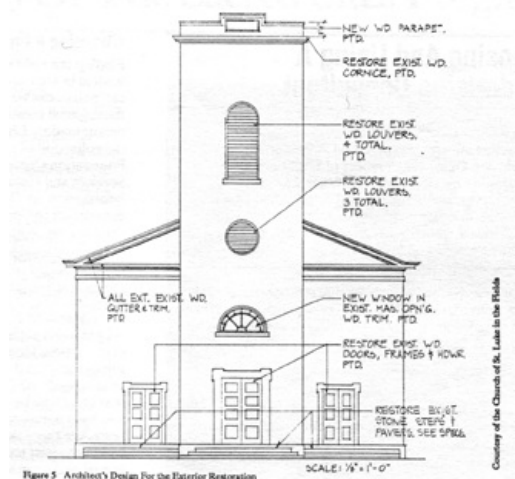 NEW WD. PARAPET.
PTD.
RESTORE EXIST. WD.
CORNICE, PTD.
RESTORE EXIST.
WD. LOUVERS,
4 TOTAL,
PTD.
RESTORE EXIST.
WD. LOUVERS,
3 TOTAL,
PTD.
ALL EXT. EXIST. WD.
GUTTER & TRIM,
PTD.
NEW WINDOW IN
EXIST. MAS. OPN'G.
WD. TRIM. PTD.
RESTORE EXIST. WD.
DOORS, FRAMES & HDWR.
PTD.
RESTORE EXIST.
STONE STEPS &
PAVERS, SEE SPECS.
SCALE: 1/8" = 1'-0"
Figure 5 Architect's Design For the Exterior Restoration
Courtesy of the Church of St. Luke in the Fields